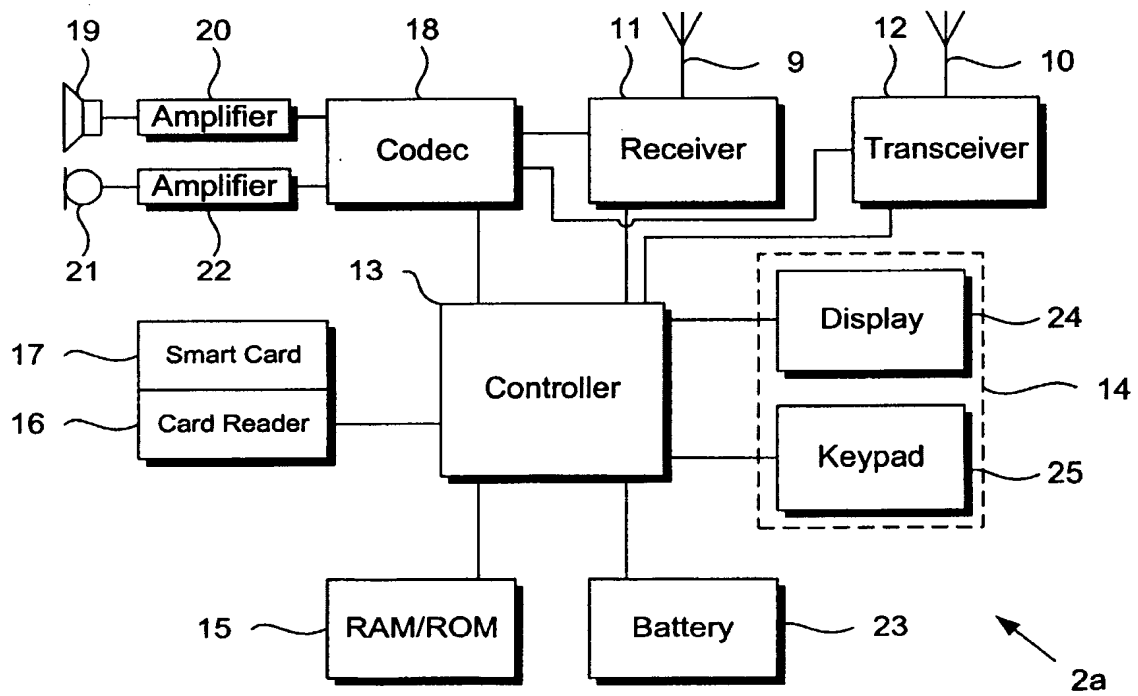 19 20 18 11 12
9 10
Amplifier
Codec
Receiver
Transceiver
Amplifier
21 22
13
Display
24
17
Smart Card
Controller
14
16
Card Reader
Keypad
25
15
RAM/ROM
Battery
23
2a